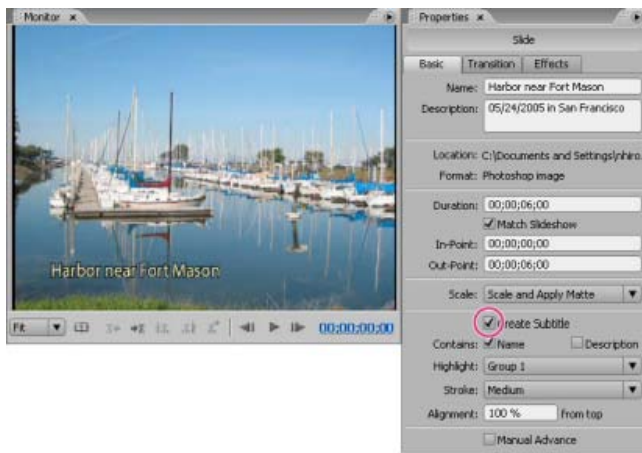 Monitor x
Harbor near Fort Mason
Fit
00;00;00;00
Properties x
Slide
Basic Transition Effects
Name: Harbor near Fort Mason
Description: 05/24/2005 in San Francisco
Location: C:\Documents and Settings\nhiro
Format: Photoshop image
Duration: 00;00;06;00
Match Slideshow
In-Point: 00;00;00;00
Out-Point: 00;00;06;00
Scale: Scale and Apply Matte
Create Subtitle
Contains: Name Description
Highlight: Group 1
Stroke: Medium
Alignment: 100 % from top
Manual Advance